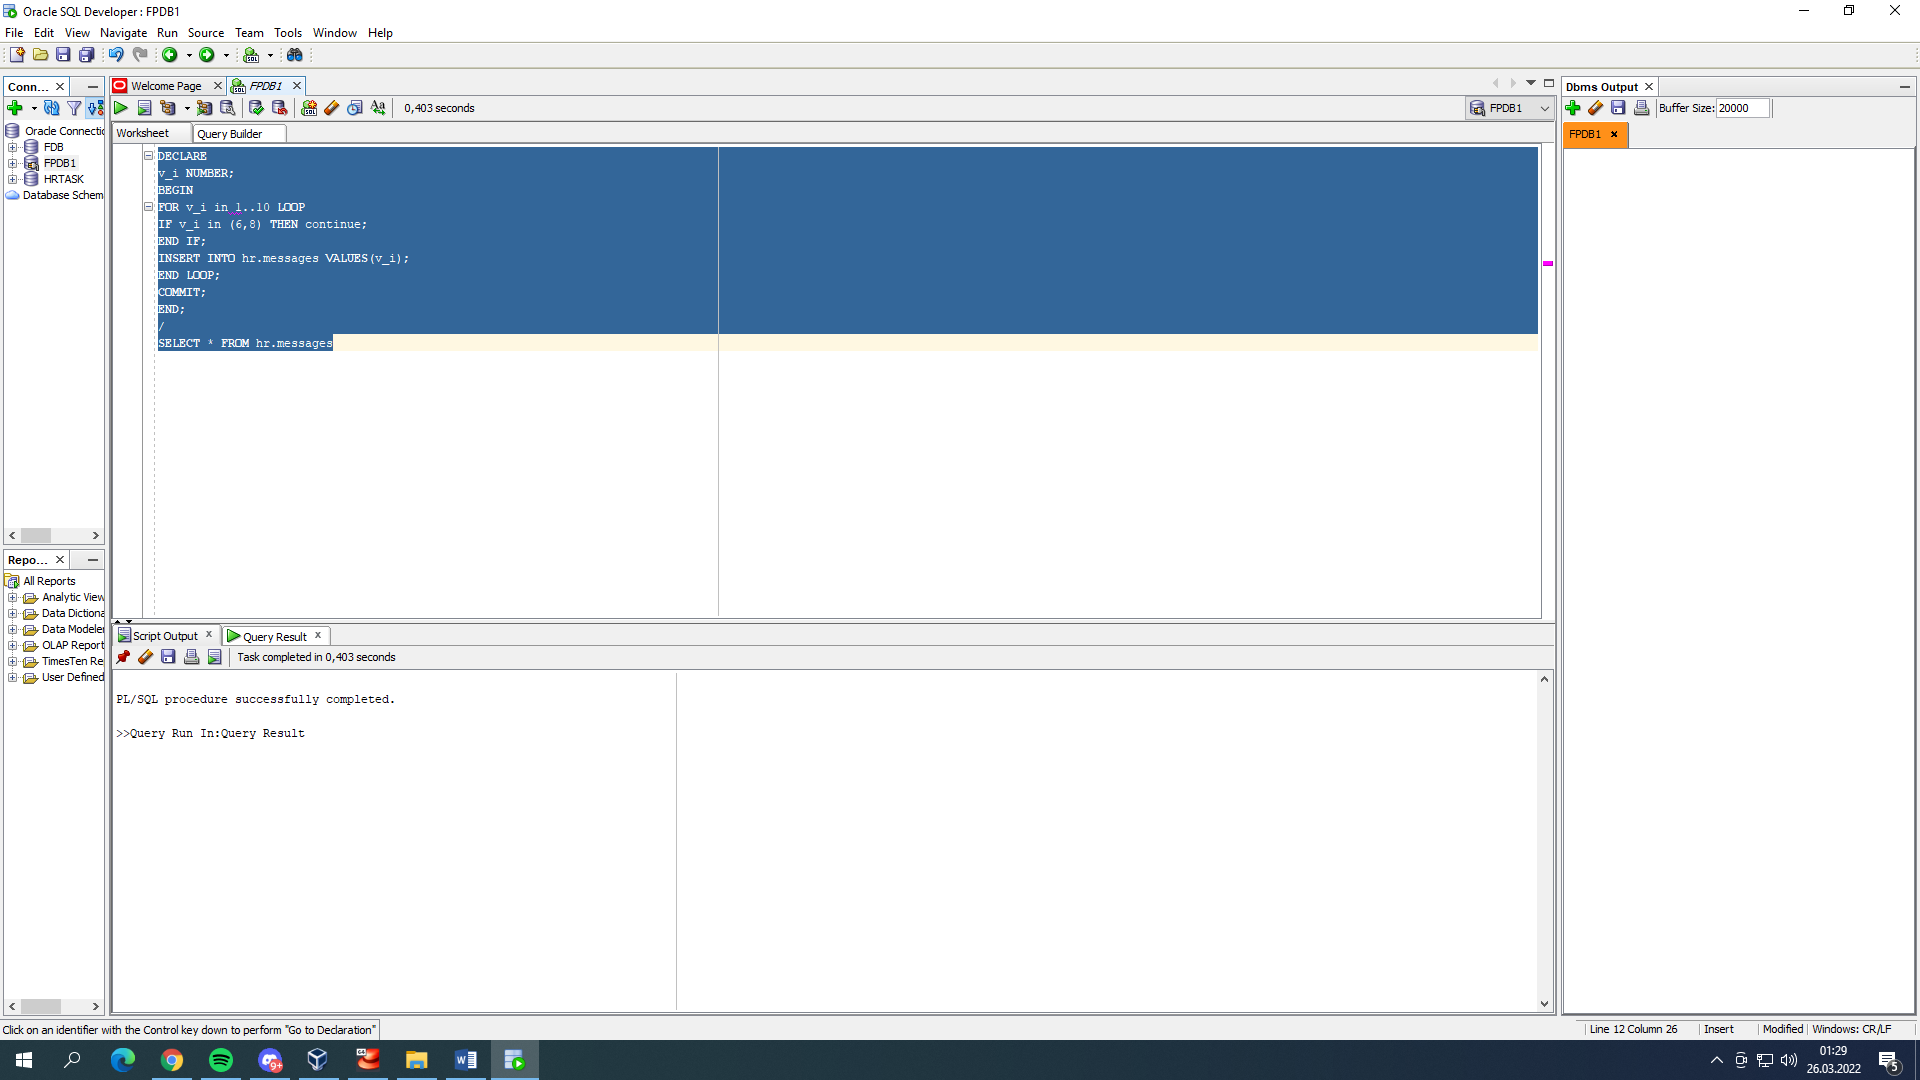 Oracle SQL Developer : FPDB1
File Edit View Navigate Run Source Team Tools Window Help
Conn...
Oracle Connectic
FDB
FPDB1
HRTASK
Database Schem
Repo...
All Reports
Analytic View
Data Dictiona
Data Modeler
OLAP Report
TimesTen Re
User Defined
Welcome Page
FPDB1
0,403 seconds
FPDB1
Worksheet
Query Builder
DECLARE
v_i NUMBER;
BEGIN
FOR v_i in 1..10 LOOP
IF v_i in (6,8) THEN continue;
END IF;
INSERT INTO hr.messages VALUES(v_i);
END LOOP;
COMMIT;
END;
/
SELECT * FROM hr.messages
Script Output
Query Result
Task completed in 0,403 seconds
PL/SQL procedure successfully completed.
>>Query Run In:Query Result
Dbms Output
Buffer Size: 20000
FPDB1
Click on an identifier with the Control key down to perform "Go to Declaration"
Line 12 Column 26
Insert
Modified
Windows: CR/LF
9+
01:29
26.03.2022
5